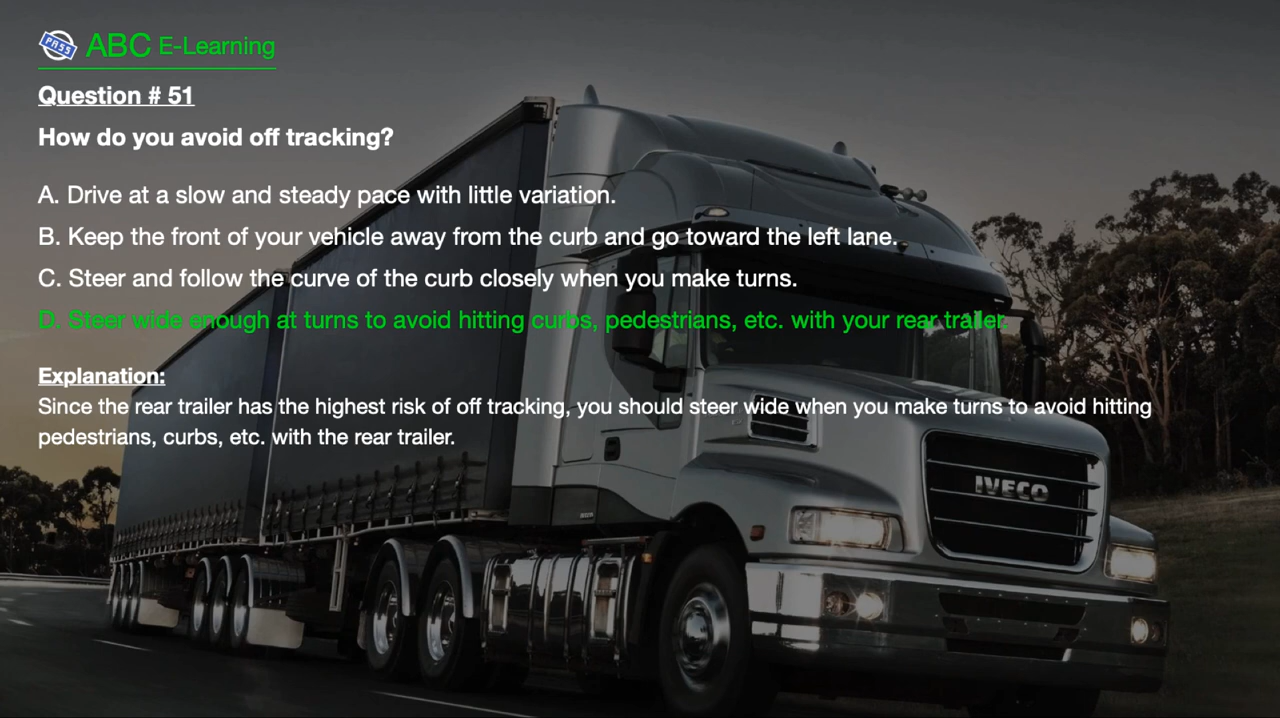 PASS ABC E-Learning
Question # 51
How do you avoid off tracking?
A. Drive at a slow and steady pace with little variation.
B. Keep the front of your vehicle away from the curb and go toward the left lane.
C. Steer and follow the curve of the curb closely when you make turns.
D. Steer wide enough at turns to avoid hitting curbs, pedestrians, etc. with your rear trailer.
Explanation:
Since the rear trailer has the highest risk of off tracking, you should steer wide when you make turns to avoid hitting
pedestrians, curbs, etc. with the rear trailer.
IVECO